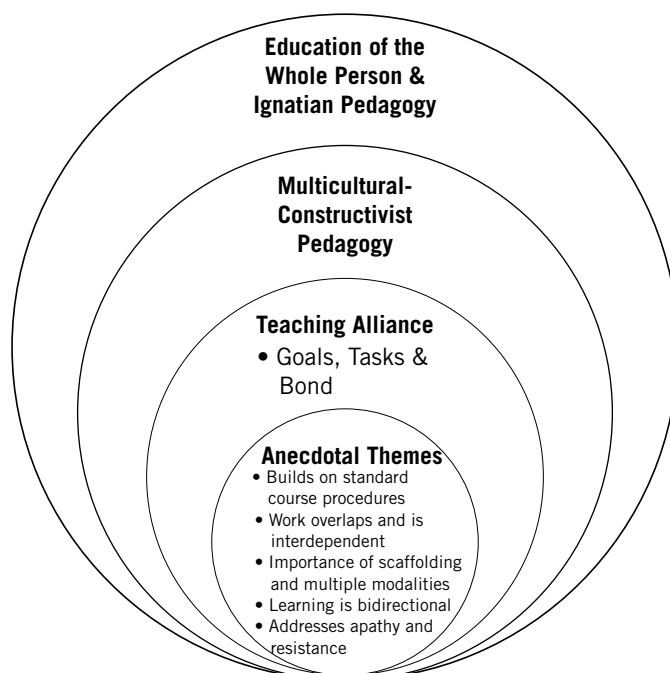 Education of the
Whole Person &
Ignatian Pedagogy
Multicultural-
Constructivist
Pedagogy
Teaching Alliance
• Goals, Tasks &
Bond
Anecdotal Themes
• Builds on standard
course procedures
• Work overlaps and is
interdependent
• Importance of scaffolding
and multiple modalities
• Learning is bidirectional
• Addresses apathy and
resistance